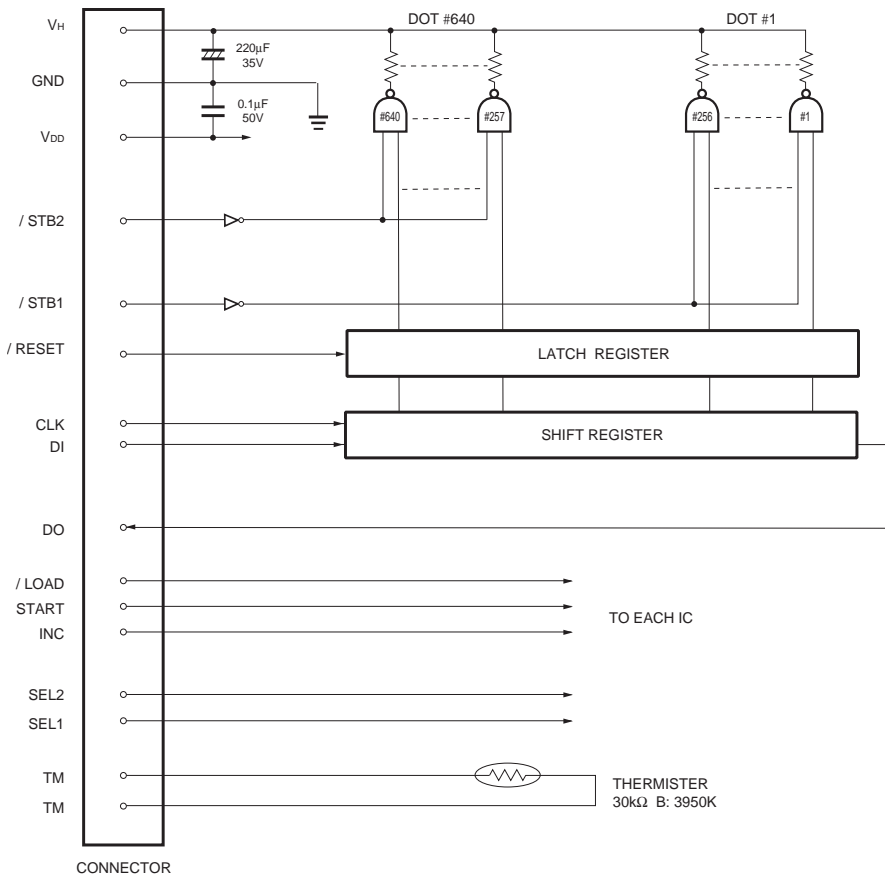 VH
DOT #640
DOT #1
220μF
35V
GND
0.1μF
50V
#640
#257
#256
#1
VDD
/ STB2
/ STB1
/ RESET
LATCH REGISTER
CLK
SHIFT REGISTER
DI
DO
/ LOAD
START
TO EACH IC
INC
SEL2
SEL1
TM
THERMISTER
30kΩ B: 3950K
TM
CONNECTOR